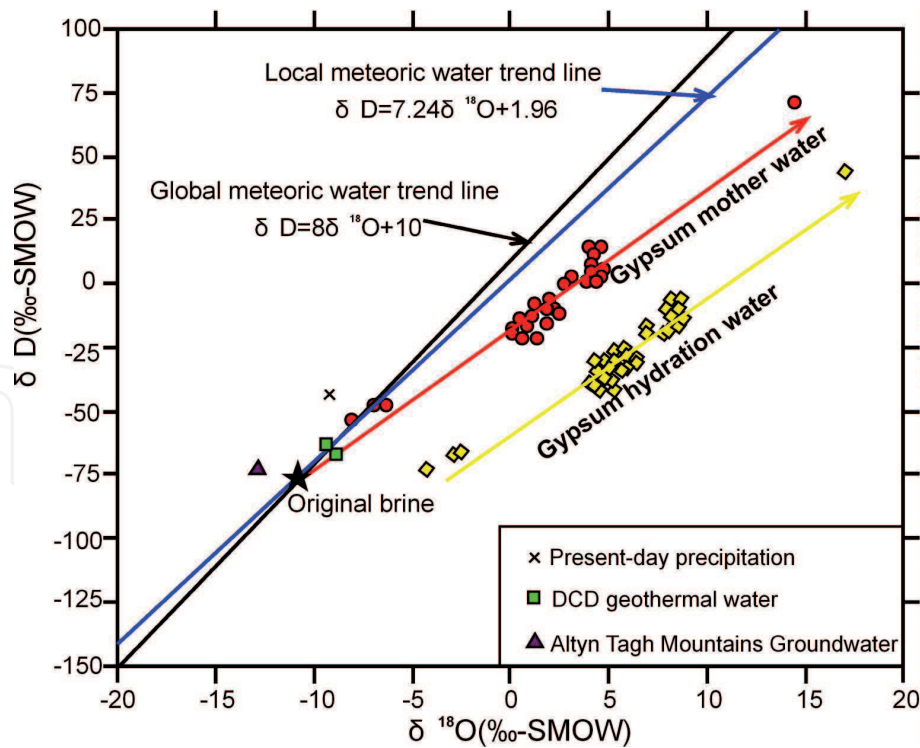 100
75
50
25
0
-25
-50
-75
-100
-125
-150
δ D(‰-SMOW)
Local meteoric water trend line
δ D=7.24δ ¹⁸O+1.96
Global meteoric water trend line
δ D=8δ ¹⁸O+10
Gypsum mother water
Gypsum hydration water
Original brine
Present-day precipitation
DCD geothermal water
Altyn Tagh Mountains Groundwater
-20 -15 -10 -5 0 5 10 15 20
δ ¹⁸O(‰-SMOW)